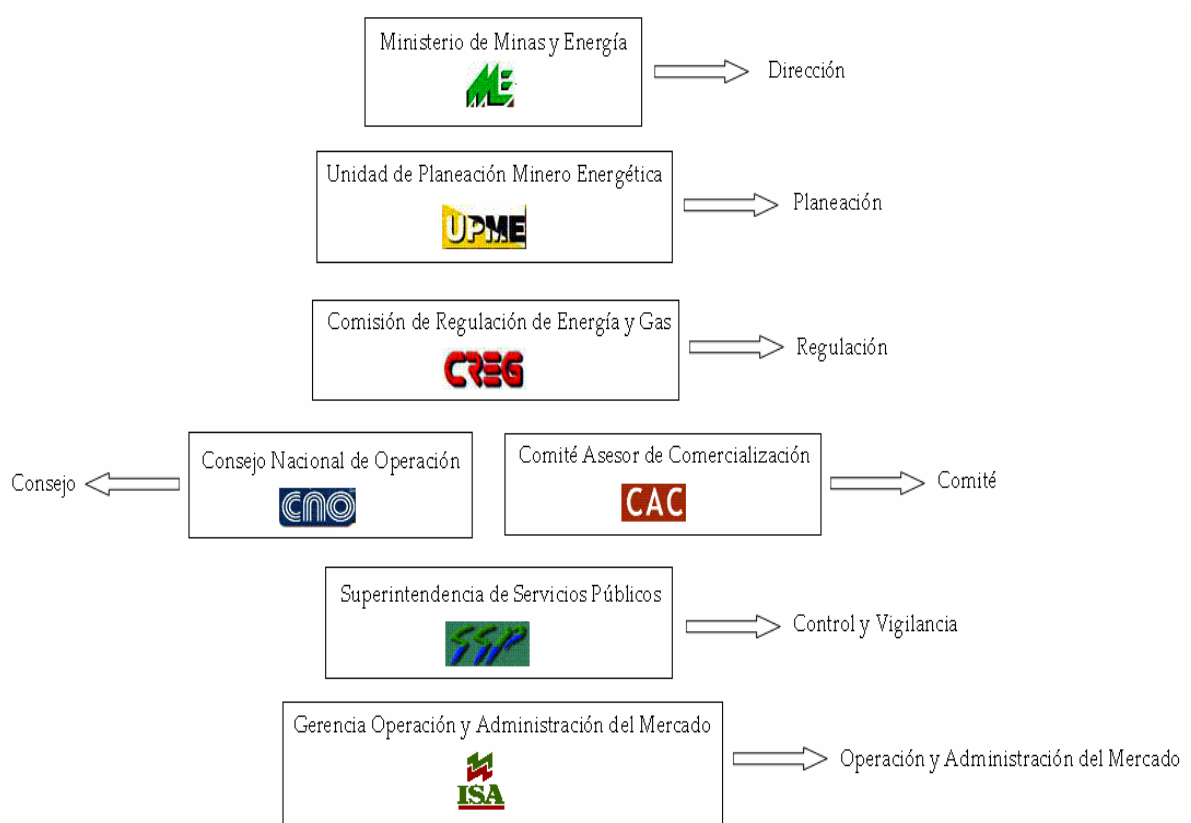 Ministerio de Minas y Energía
ME
Dirección
Unidad de Planeación Minero Energética
UPME
Planeación
Comisión de Regulación de Energía y Gas
CREG
Regulación
Consejo Nacional de Operación
cno
Consejo
Comité Asesor de Comercialización
CAC
Comité
Superintendencia de Servicios Públicos
SSP
Control y Vigilancia
Gerencia Operación y Administración del Mercado
ISA
Operación y Administración del Mercado